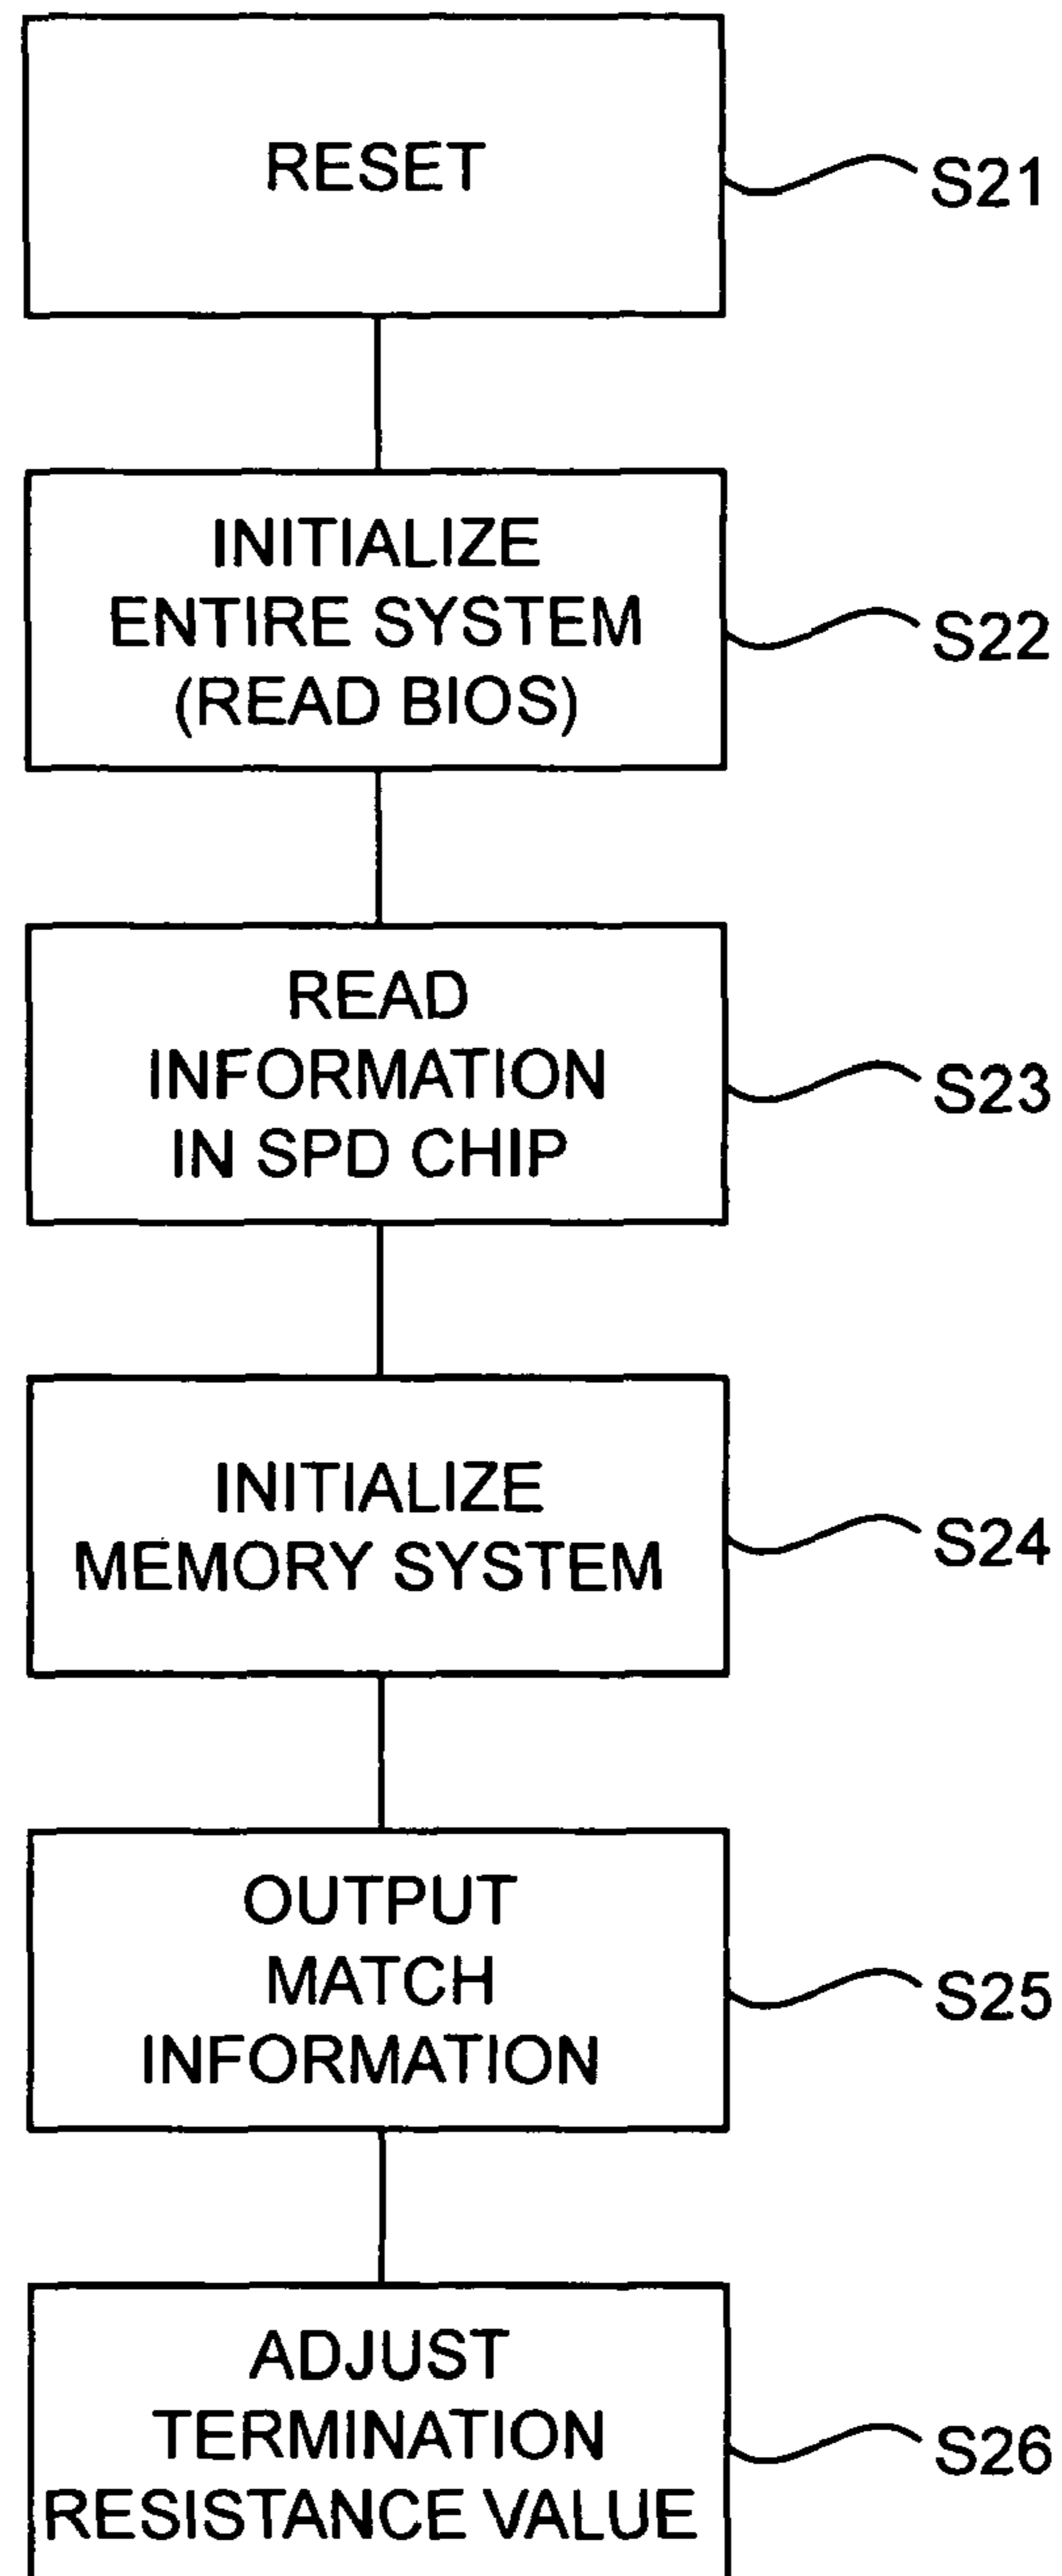 RESET
S21
INITIALIZE
ENTIRE SYSTEM
(READ BIOS)
S22
READ
INFORMATION
IN SPD CHIP
S23
INITIALIZE
MEMORY SYSTEM
S24
OUTPUT
MATCH
INFORMATION
S25
ADJUST
TERMINATION
RESISTANCE VALUE
S26